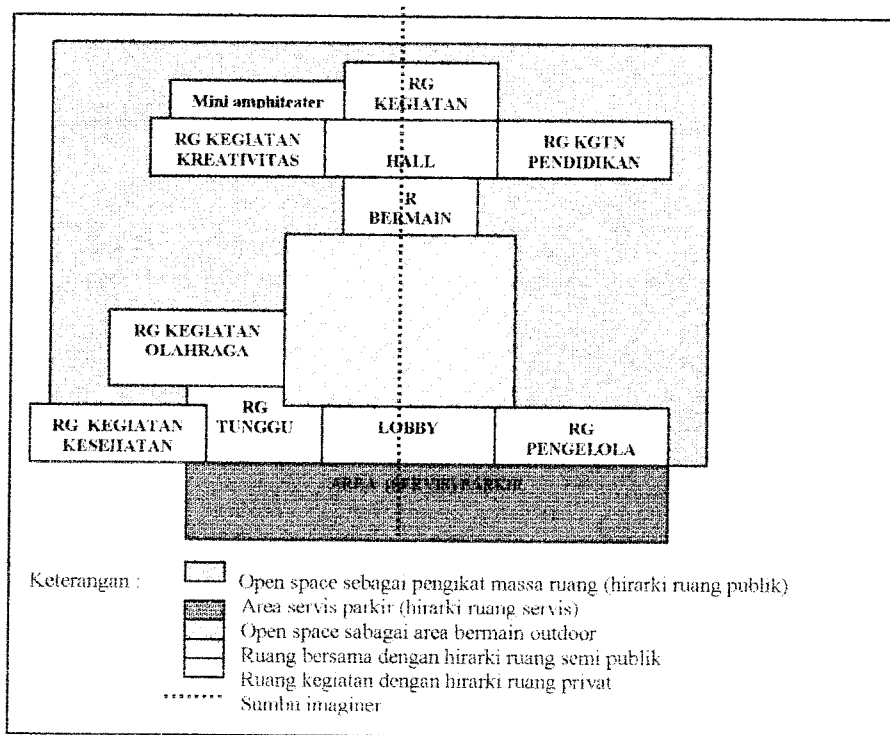 RG
KEGIATAN
Mini amphiteater
RG KEGIATAN
KREATIVITAS
HALL
RG KGTN
PENDIDIKAN
R
BERMAIN
RG KEGIATAN
OLAHRAGA
RG KEGIATAN
KESEHATAN
RG
TUNGGU
LOBBY
RG
PENGELOLA
AREA (SERVIS) PARKIR
Keterangan :
Open space sebagai pengikat massa ruang (hirarki ruang publik)
Area servis parkir (hirarki ruang servis)
Open space sabagai area bermain outdoor
Ruang bersama dengan hirarki ruang semi publik
Ruang kegiatan dengan hirarki ruang privat
Sumbu imaginer